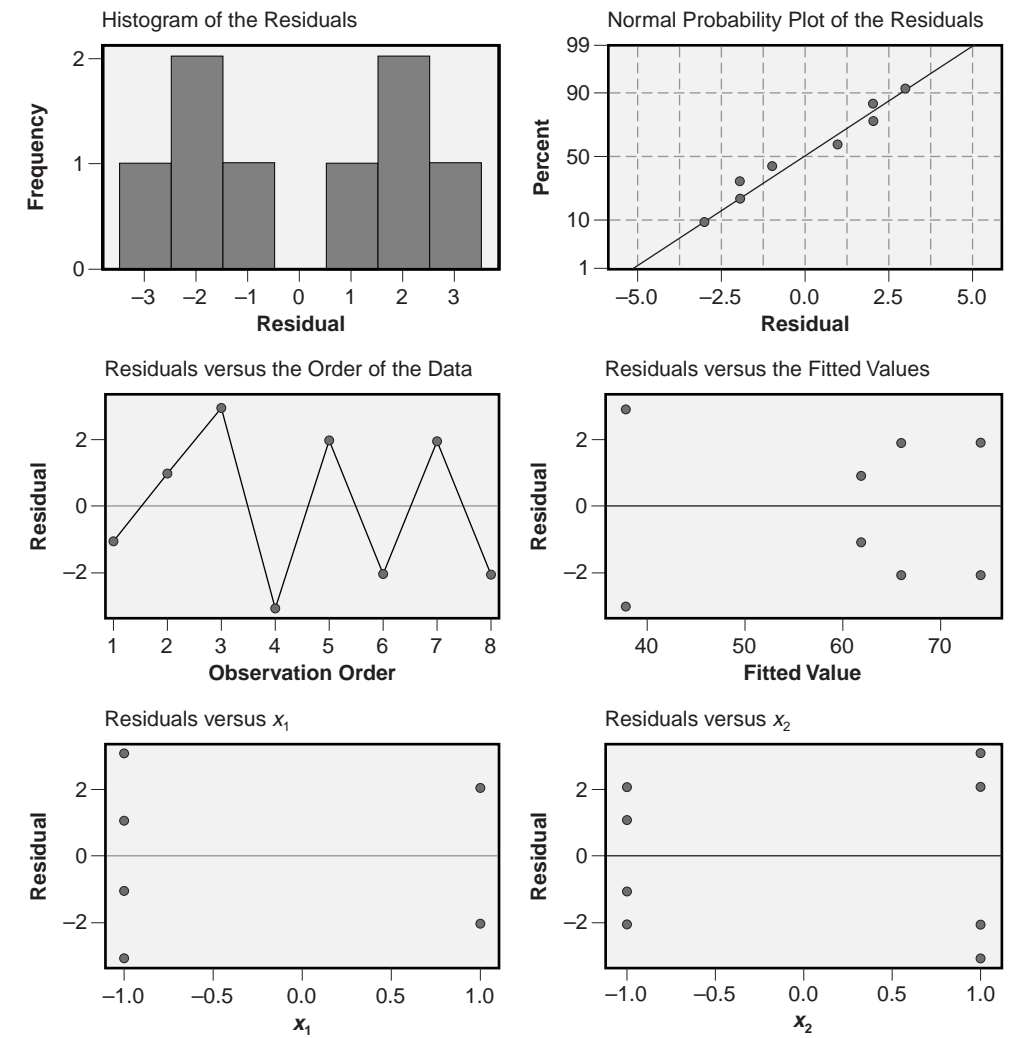 Histogram of the Residuals
2
1
0
Frequency
–3 –2 –1 0 1 2 3
Residual
Normal Probability Plot of the Residuals
99
90
50
10
1
Percent
–5.0 –2.5 0.0 2.5 5.0
Residual
Residuals versus the Order of the Data
2
0
–2
Residual
1 2 3 4 5 6 7 8
Observation Order
Residuals versus the Fitted Values
2
0
–2
Residual
40 50 60 70
Fitted Value
Residuals versus x₁
2
0
–2
Residual
–1.0 –0.5 0.0 0.5 1.0
x₁
Residuals versus x₂
2
0
–2
Residual
–1.0 –0.5 0.0 0.5 1.0
x₂